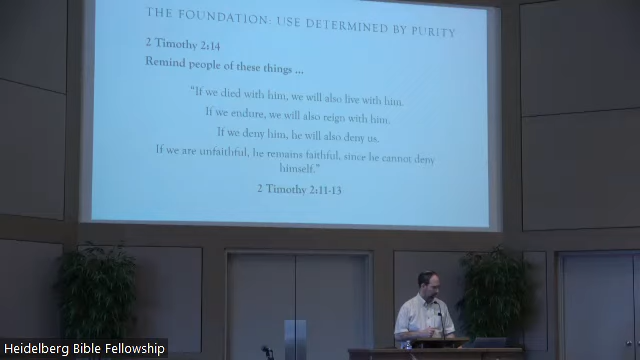 THE FOUNDATION: USE DETERMINED BY PURITY
2 Timothy 2:14
Remind people of these things ...
"If we died with him, we will also live with him.
If we endure, we will also reign with him.
If we deny him, he will also deny us.
If we are unfaithful, he remains faithful, since he cannot deny
himself."
2 Timothy 2:11-13
Heidelberg Bible Fellowship